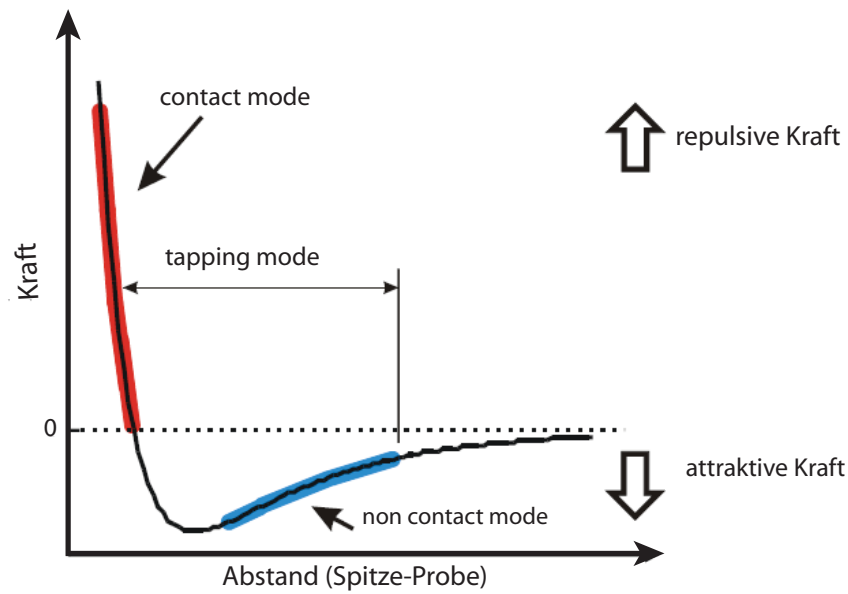 contact mode
repulsive Kraft
tapping mode
Kraft
0
attraktive Kraft
non contact mode
Abstand (Spitze-Probe)